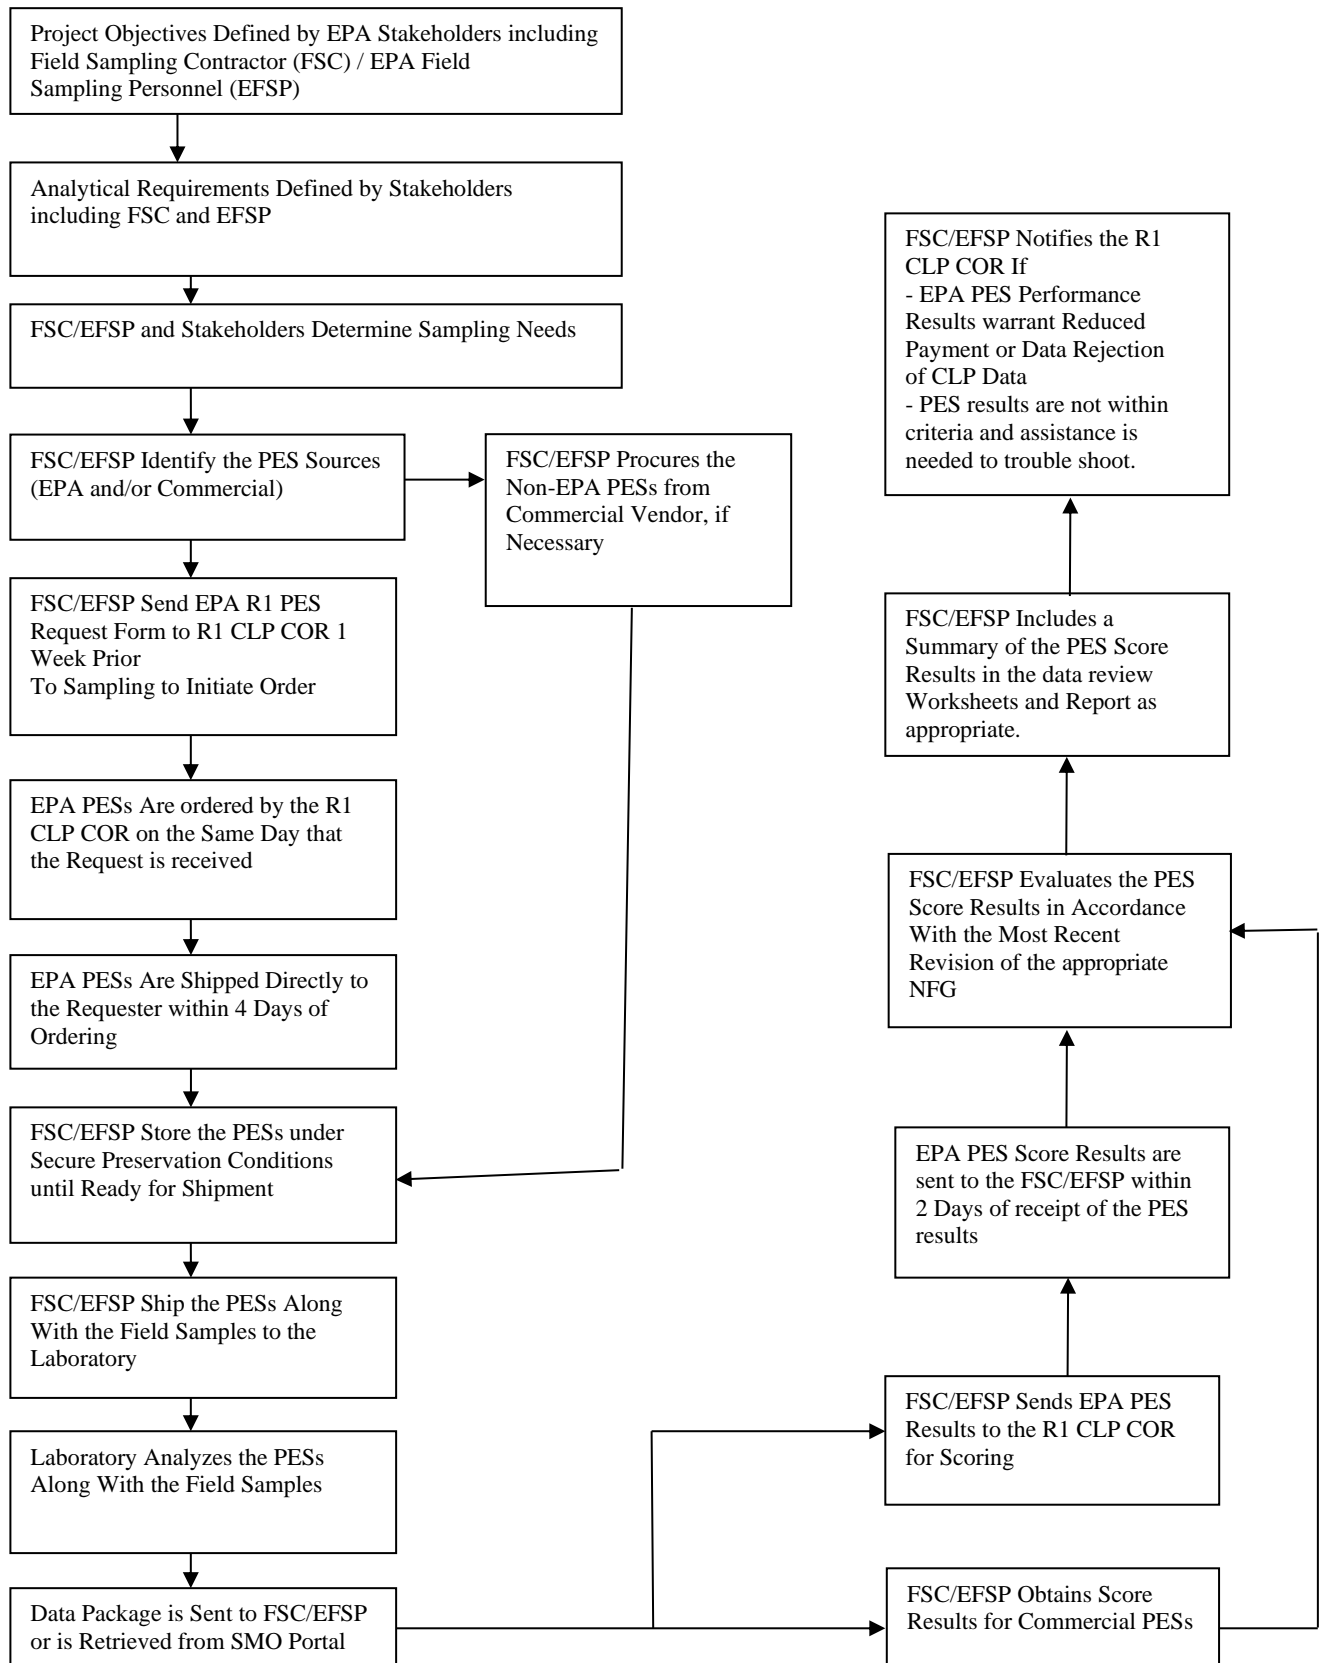 Project Objectives Defined by EPA Stakeholders including
Field Sampling Contractor (FSC) / EPA Field
Sampling Personnel (EFSP)
Analytical Requirements Defined by Stakeholders
including FSC and EFSP
FSC/EFSP and Stakeholders Determine Sampling Needs
FSC/EFSP Identify the PES Sources
(EPA and/or Commercial)
FSC/EFSP Procures the
Non-EPA PESs from
Commercial Vendor, if
Necessary
FSC/EFSP Send EPA R1 PES
Request Form to R1 CLP COR 1
Week Prior
To Sampling to Initiate Order
EPA PESs Are ordered by the R1
CLP COR on the Same Day that
the Request is received
EPA PESs Are Shipped Directly to
the Requester within 4 Days of
Ordering
FSC/EFSP Store the PESs under
Secure Preservation Conditions
until Ready for Shipment
FSC/EFSP Ship the PESs Along
With the Field Samples to the
Laboratory
Laboratory Analyzes the PESs
Along With the Field Samples
Data Package is Sent to FSC/EFSP
or is Retrieved from SMO Portal
FSC/EFSP Obtains Score
Results for Commercial PESs
FSC/EFSP Sends EPA PES
Results to the R1 CLP COR
for Scoring
EPA PES Score Results are
sent to the FSC/EFSP within
2 Days of receipt of the PES
results
FSC/EFSP Evaluates the PES
Score Results in Accordance
With the Most Recent
Revision of the appropriate
NFG
FSC/EFSP Includes a
Summary of the PES Score
Results in the data review
Worksheets and Report as
appropriate.
FSC/EFSP Notifies the R1
CLP COR If
- EPA PES Performance
Results warrant Reduced
Payment or Data Rejection
of CLP Data
- PES results are not within
criteria and assistance is
needed to trouble shoot.